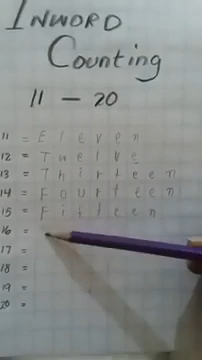 INWORD
Counting
11 - 20
11 = Eleven
12 = Twelve
13 = Thirteen
14 = Fourteen
15 = Fifteen
16 =
17 =
18 =
19 =
20 =